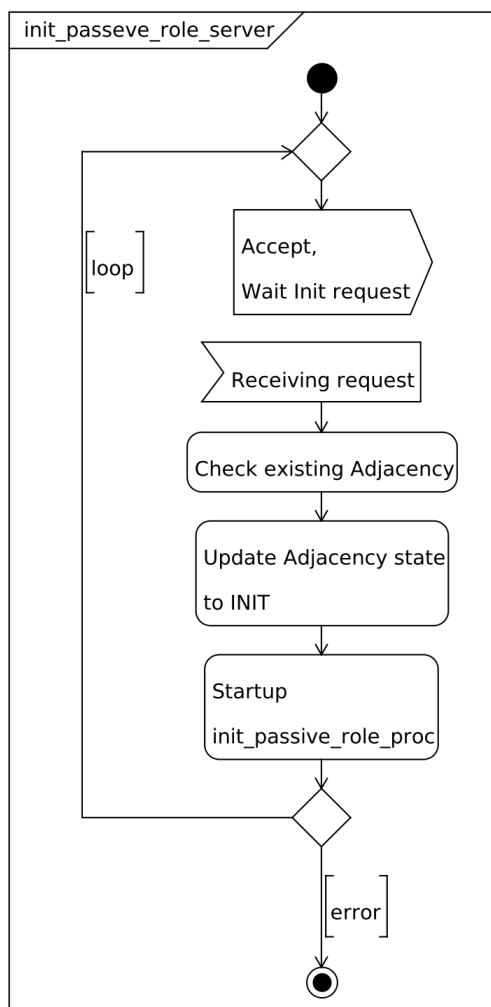 init_passeve_role_server
Accept,
Wait Init request
[loop]
Receiving request
Check existing Adjacency
Update Adjacency state
to INIT
Startup
init_passive_role_proc
[error]